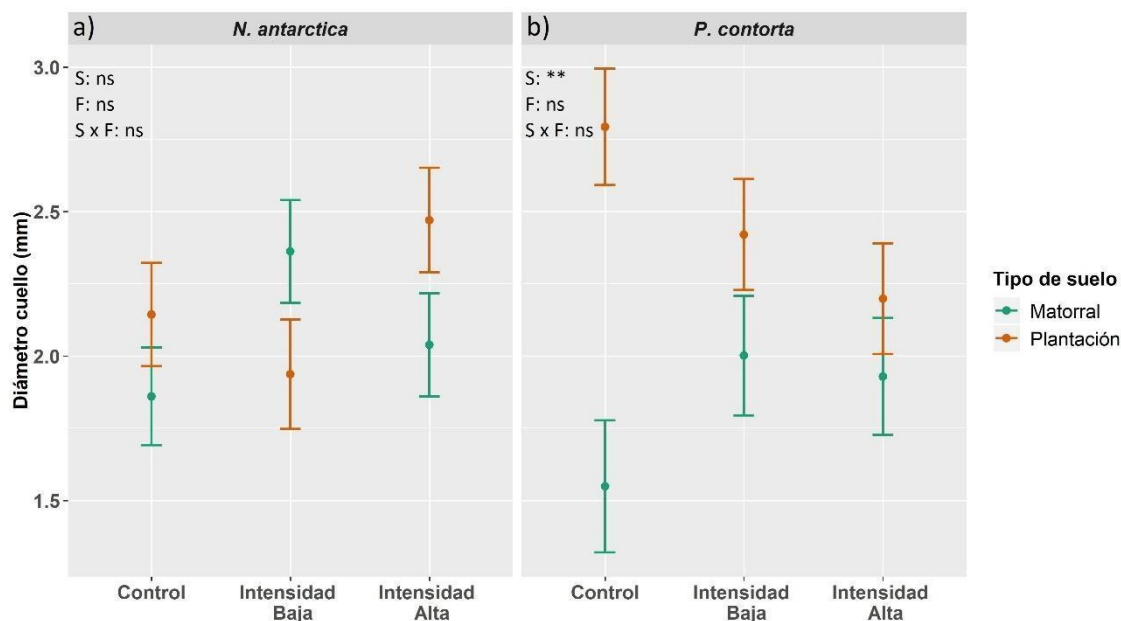 a)
N. antarctica
b)
P. contorta
S: ns
F: ns
S x F: ns
S: **
F: ns
S x F: ns
3.0
2.5
2.0
1.5
Diámetro cuello (mm)
Control
Intensidad
Baja
Intensidad
Alta
Control
Intensidad
Baja
Intensidad
Alta
Tipo de suelo
Matorral
Plantación